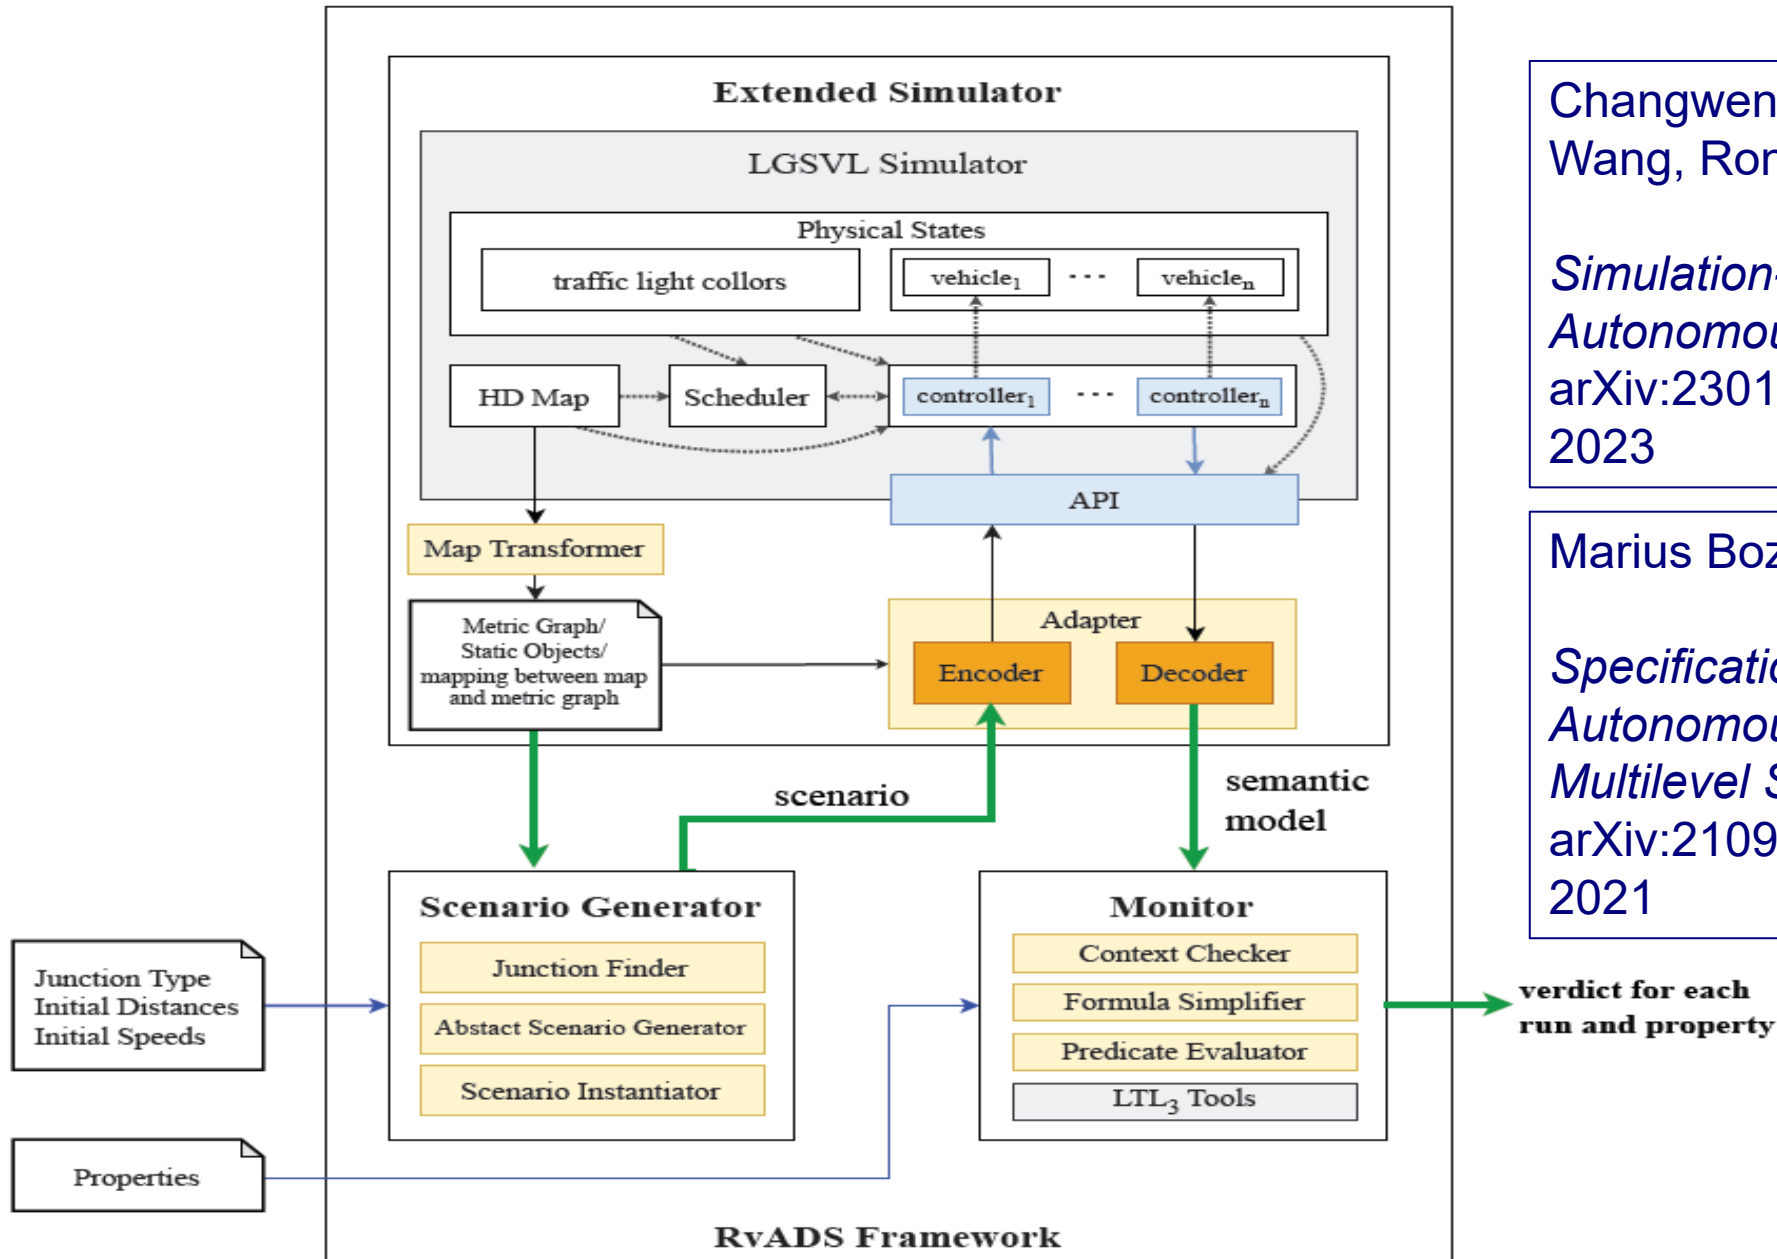 Extended Simulator
LGSVL Simulator
Physical States
traffic light collors
vehicle1
...
vehiclen
HD Map
Scheduler
controller1
...
controllern
API
Map Transformer
Metric Graph/
Static Objects/
mapping between map
and metric graph
Adapter
Encoder
Decoder
scenario
semantic
model
Scenario Generator
Junction Finder
Abstact Scenario Generator
Scenario Instantiator
Monitor
Context Checker
Formula Simplifier
Predicate Evaluator
LTL3 Tools
Junction Type
Initial Distances
Initial Speeds
Properties
verdict for each
run and property
RvADS Framework
Changwen
Wang, Ron
Simulation-
Autonomou
arXiv:2301
2023
Marius Boz
Specificatio
Autonomou
Multilevel S
arXiv:2109
2021